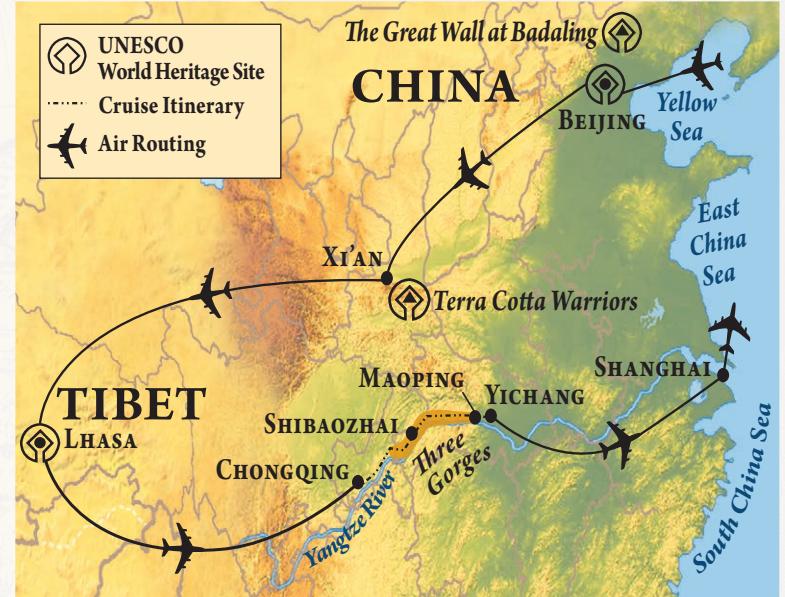 UNESCO
World Heritage Site
Cruise Itinerary
Air Routing
The Great Wall at Badaling
CHINA
BEIJING
Yellow
Sea
East
China
Sea
XI'AN
Terra Cotta Warriors
SHANGHAI
MAOPING
YICHANG
TIBET
LHASA
SHIBAOZHAI
Three
Gorges
CHONGQING
Yangtze River
South China Sea